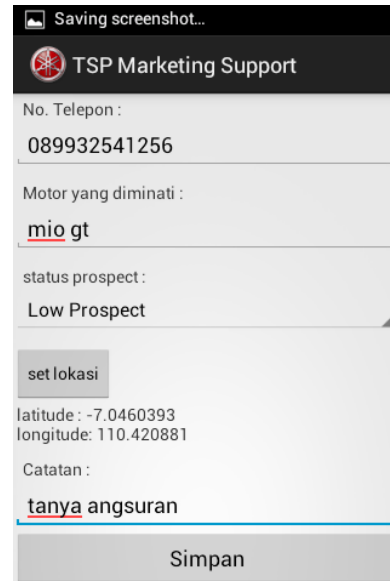 Saving screenshot...
TSP Marketing Support
No. Telepon :
089932541256
Motor yang diminati :
mio gt
status prospect :
Low Prospect
set lokasi
latitude : -7.0460393
longitude: 110.420881
Catatan :
tanya angsuran
Simpan